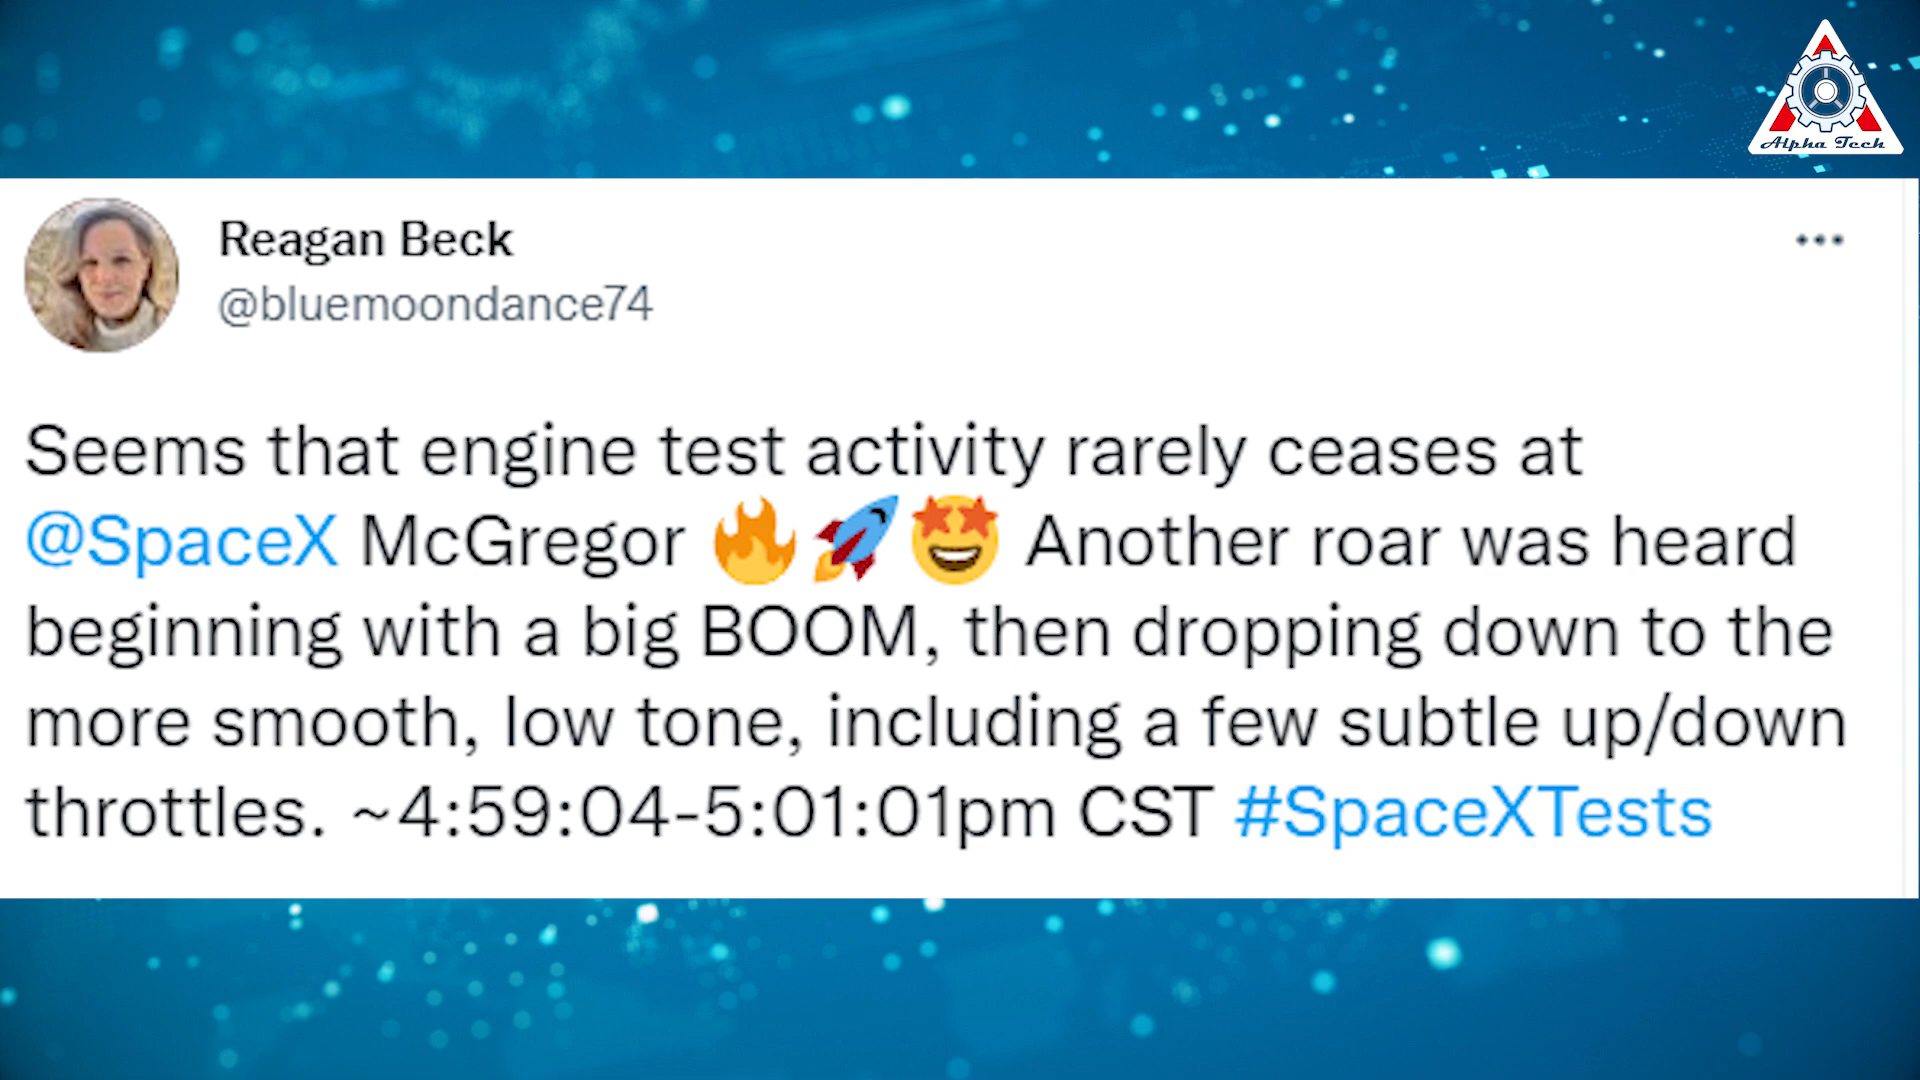 Alpha Tech
Reagan Beck
@bluemoondance74
Seems that engine test activity rarely ceases at
@SpaceX McGregor 🔥🚀🤩 Another roar was heard
beginning with a big BOOM, then dropping down to the
more smooth, low tone, including a few subtle up/down
throttles. ~4:59:04-5:01:01pm CST #SpaceXTests